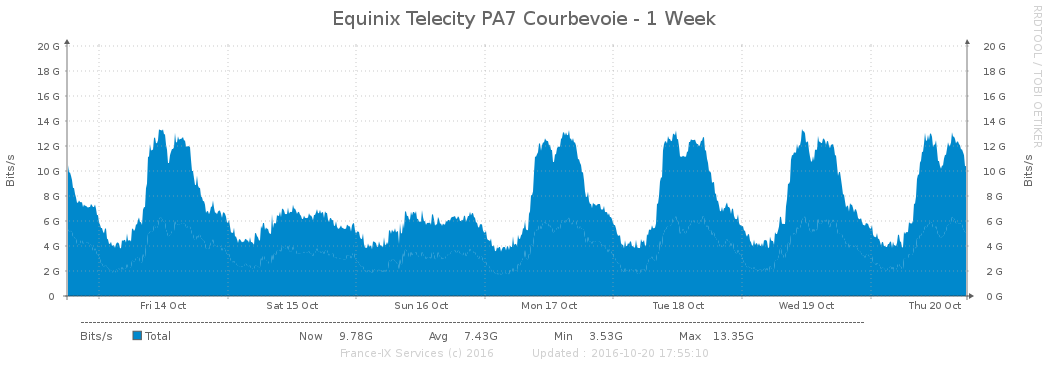 Equinix Telecity PA7 Courbevoie - 1 Week
RRDTOOL / TOBI OETIKER
Bits/s
Bits/s
20 G 20 G
18 G 18 G
16 G 16 G
14 G 14 G
12 G 12 G
10 G 10 G
8 G 8 G
6 G 6 G
4 G 4 G
2 G 2 G
0 0 G
Fri 14 Oct Sat 15 Oct Sun 16 Oct Mon 17 Oct Tue 18 Oct Wed 19 Oct Thu 20 Oct
Bits/s Total Now 9.78G Avg 7.43G Min 3.53G Max 13.35G
France-IX Services (c) 2016 Updated : 2016-10-20 17:55:10